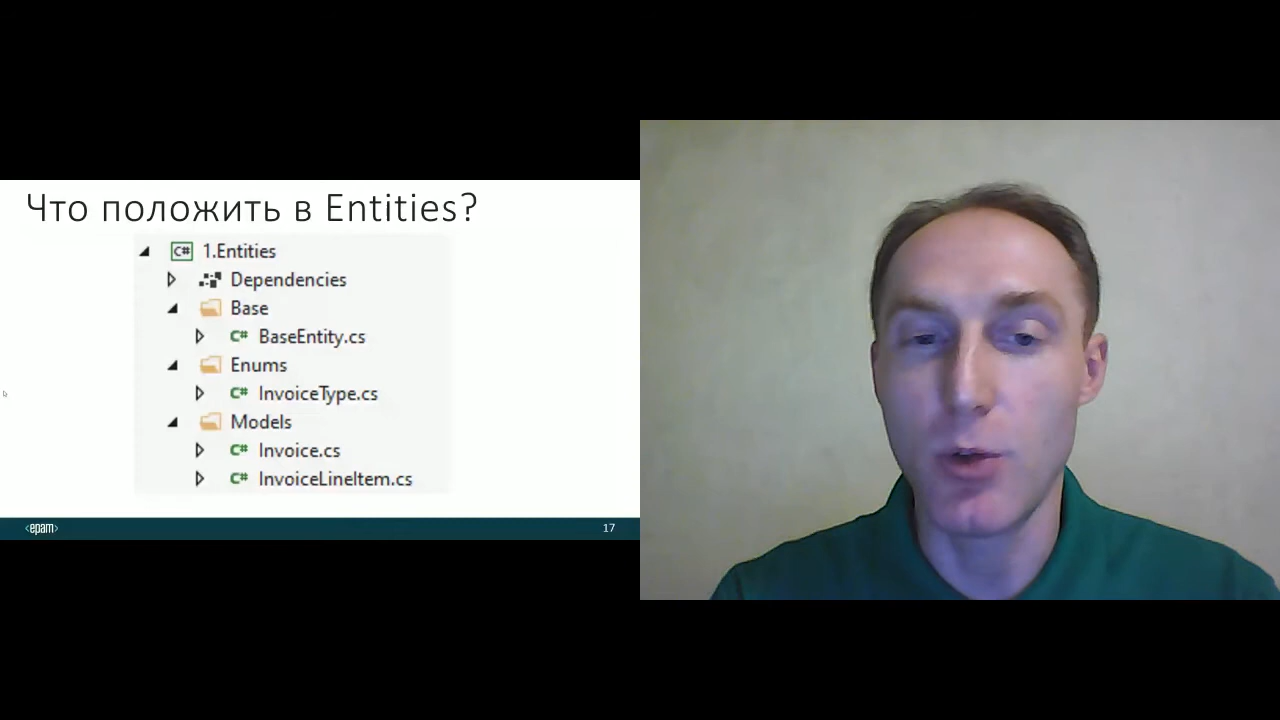 Что положить в Entities?
C# 1.Entities
Dependencies
Base
C# BaseEntity.cs
Enums
C# InvoiceType.cs
Models
C# Invoice.cs
C# InvoiceLineItem.cs
<epam> 17